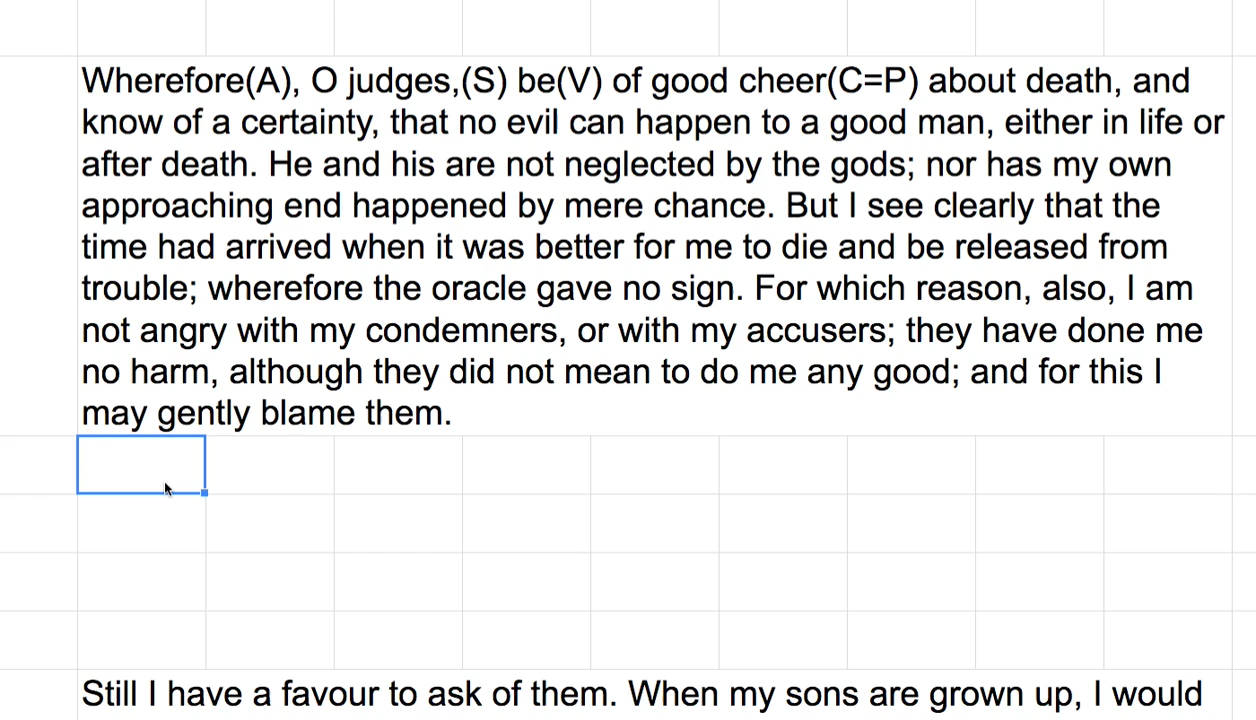 Wherefore(A), O judges,(S) be(V) of good cheer(C=P) about death, and
know of a certainty, that no evil can happen to a good man, either in life or
after death. He and his are not neglected by the gods; nor has my own
approaching end happened by mere chance. But I see clearly that the
time had arrived when it was better for me to die and be released from
trouble; wherefore the oracle gave no sign. For which reason, also, I am
not angry with my condemners, or with my accusers; they have done me
no harm, although they did not mean to do me any good; and for this I
may gently blame them.
Still I have a favour to ask of them. When my sons are grown up, I would